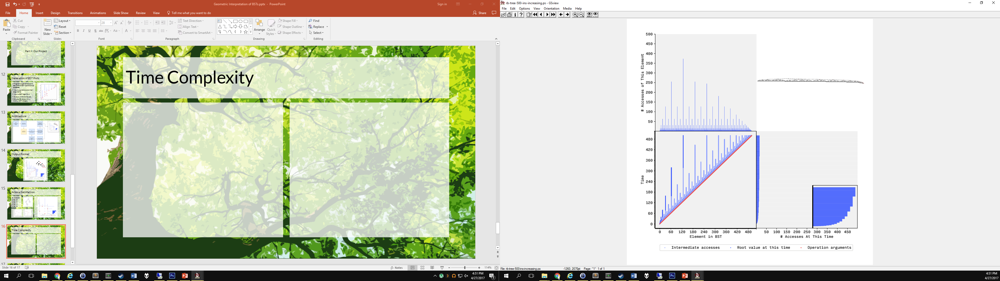 Geometric Interpretation of BSTs.pptx - PowerPoint
Sign in
File Home Insert Design Transitions Animations Slide Show Review View Tell me what you want to do Share
Cut
Copy
Format Painter
Paste
Clipboard
New
Slide
Layout
Reset
Section
Slides
28
B I U S abc AV Aa A
Font
Text Direction
Align Text
Convert to SmartArt
Paragraph
Arrange
Quick
Styles
Shape Fill
Shape Outline
Shape Effects
Drawing
Find
Replace
Select
Editing
Part II: Our Project
12
Generation of BST Plots
13
Architecture
14
Output Format
15
Arboral Satisfaction
16
Time Complexity
17
Time Complexity
Slide 16 of 17
Notes
114%
4:51 PM
4/27/2017
rb-tree-500-ins-increasing.ps - GSview
File Edit Options View Orientation Media Help
# Accesses of This Element
500
450
400
350
300
250
200
150
100
50
Time
480
420
360
300
240
180
120
60
0
0 60 120 180 240 300 360 420 480
Element in BST
50 100 150 200 250 300 350 400 450
# Accesses At This Time
Intermediate accesses Root value at this time Operation arguments
File: rb-tree-500-ins-increasing.ps -1260, 2070pt Page: "1" 1 of 1
4:51 PM
4/27/2017